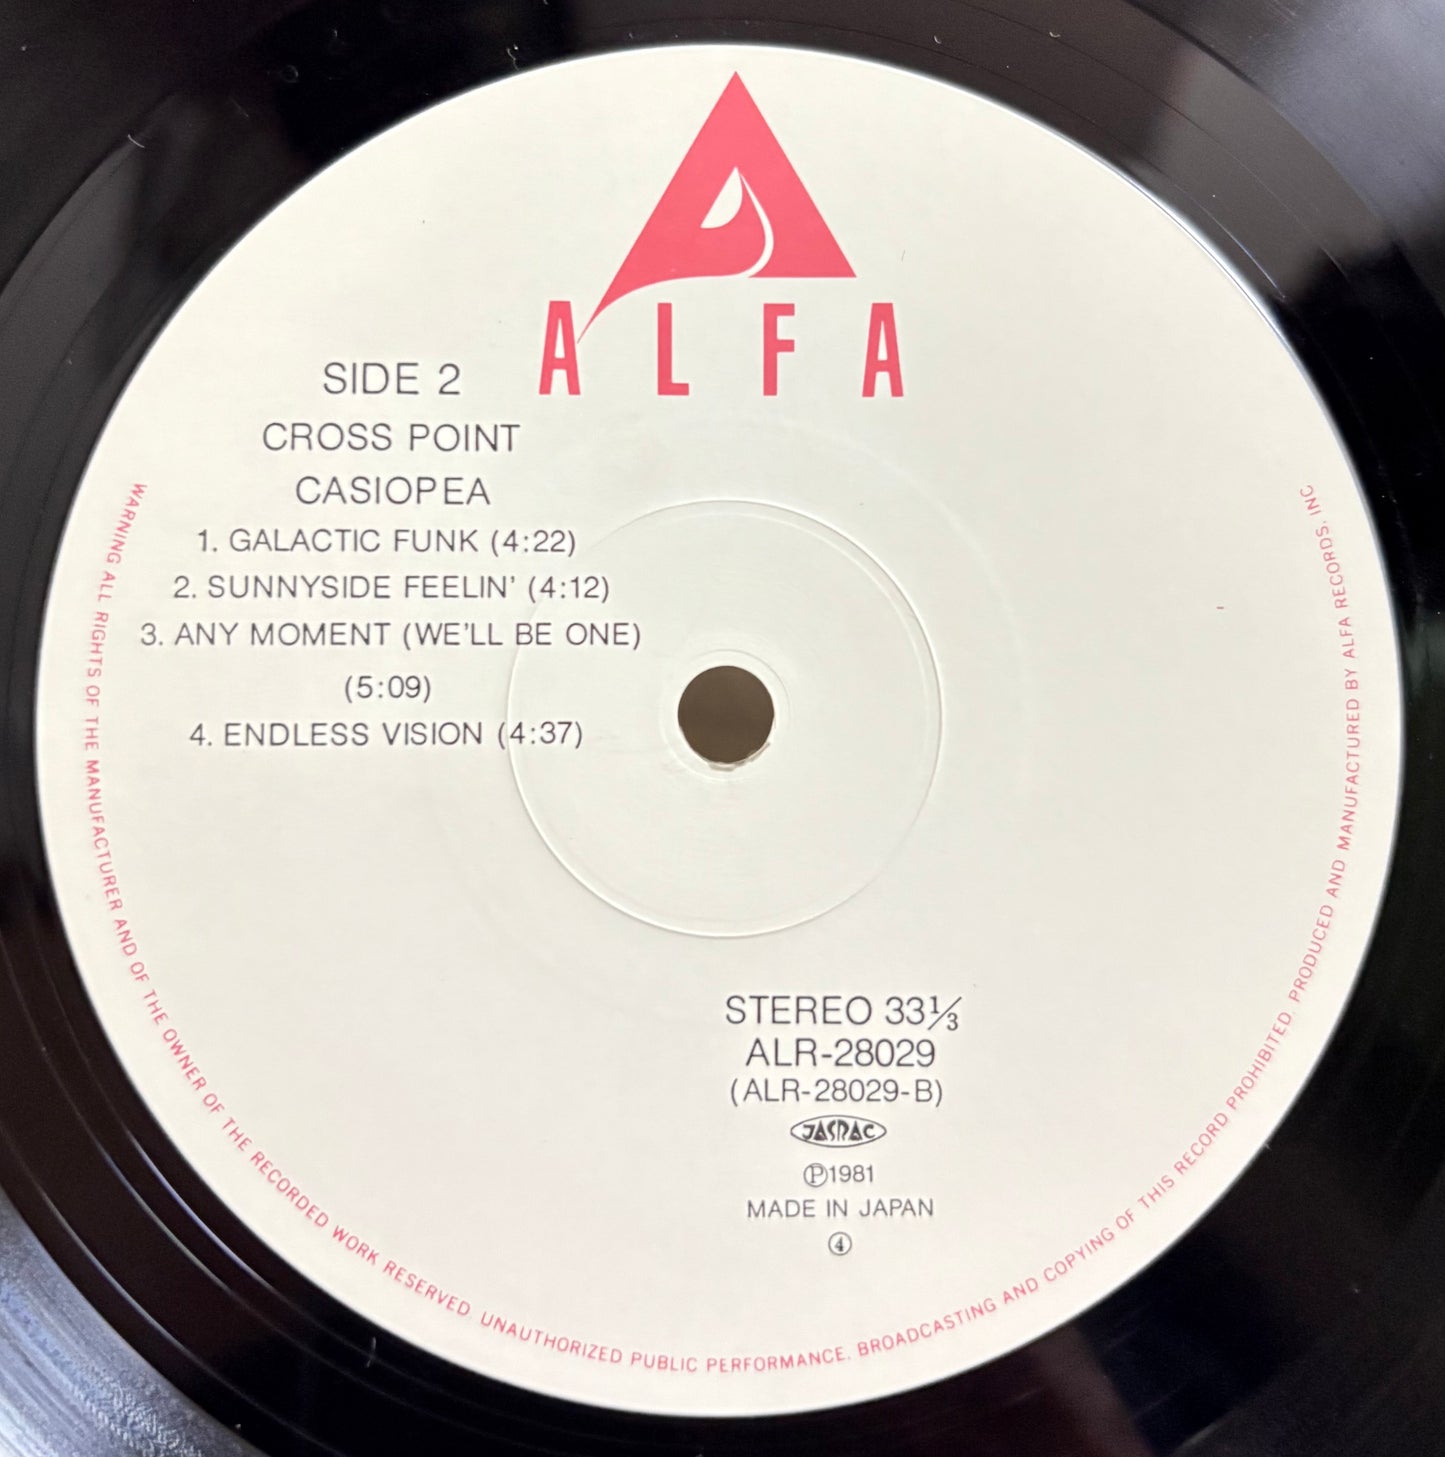 ALFA
SIDE 2
CROSS POINT
CASIOPEA
1. GALACTIC FUNK (4:22)
2. SUNNYSIDE FEELIN' (4:12)
3. ANY MOMENT (WE'LL BE ONE)
(5:09)
4. ENDLESS VISION (4:37)
STEREO 33⅓
ALR-28029
(ALR-28029-B)
JASRAC
Ⓟ1981
MADE IN JAPAN
④
WARNING ALL RIGHTS OF THE MANUFACTURER AND OF THE OWNER OF THE RECORDED WORK RESERVED. UNAUTHORIZED PUBLIC PERFORMANCE. BROADCASTING AND COPYING OF THIS RECORD PROHIBITED. PRODUCED AND MANUFACTURED BY ALFA RECORDS, INC